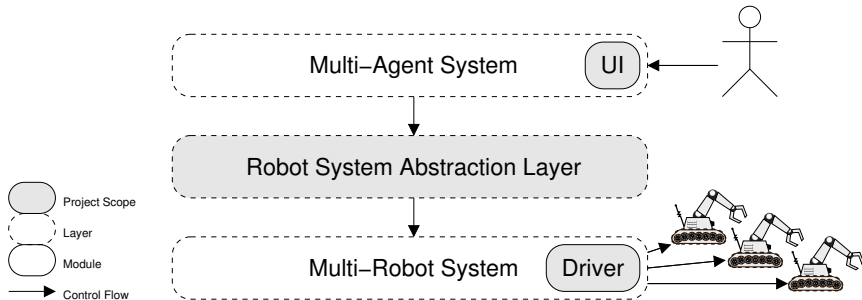 Multi−Agent System UI
Robot System Abstraction Layer
Multi−Robot System Driver
Project Scope
Layer
Module
Control Flow